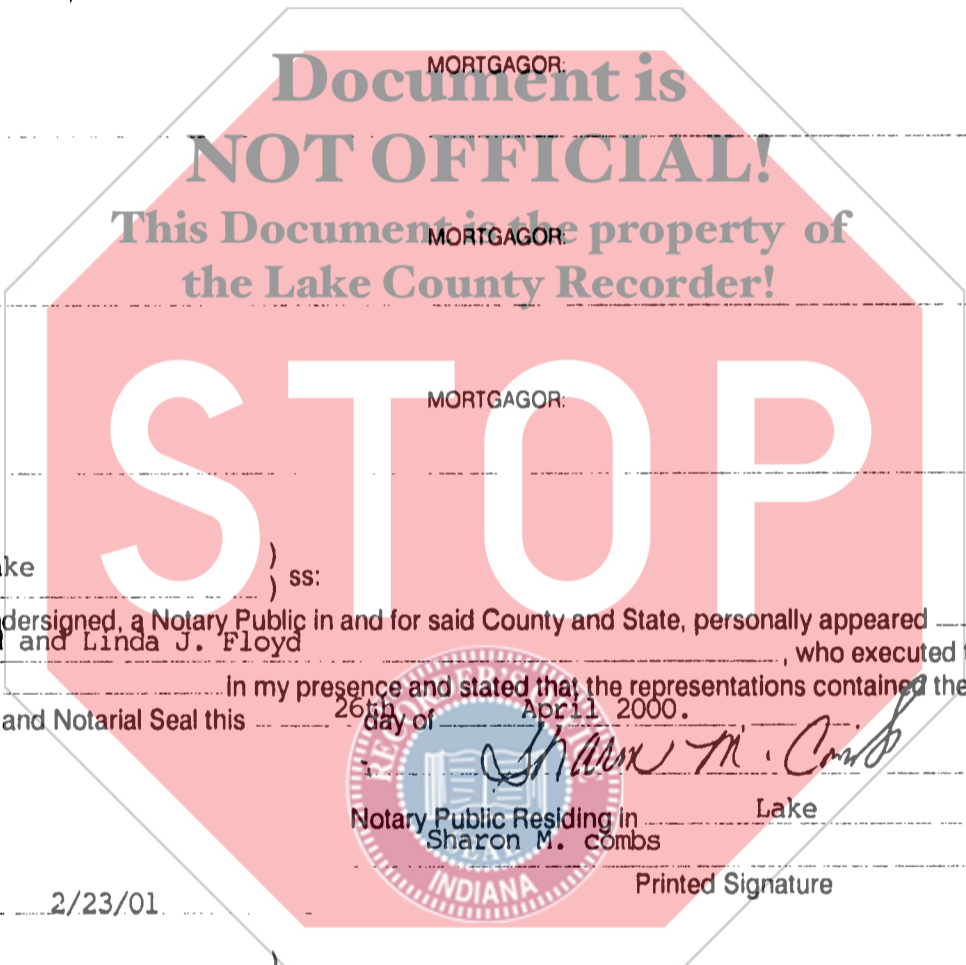 MORTGAGOR:
Document is
NOT OFFICIAL!
This Document is the property of
MORTGAGOR:
the Lake County Recorder!
MORTGAGOR:
STOP
ke
) ss:
dersigned, a Notary Public in and for said County and State, personally appeared
and Linda J. Floyd
, who executed
in my presence and stated that the representations contained the
and Notarial Seal this 26th day of April 2000.
Sharon M. Combs
Notary Public Residing in Lake
Sharon M. combs
Printed Signature
INDIANA
2/23/01